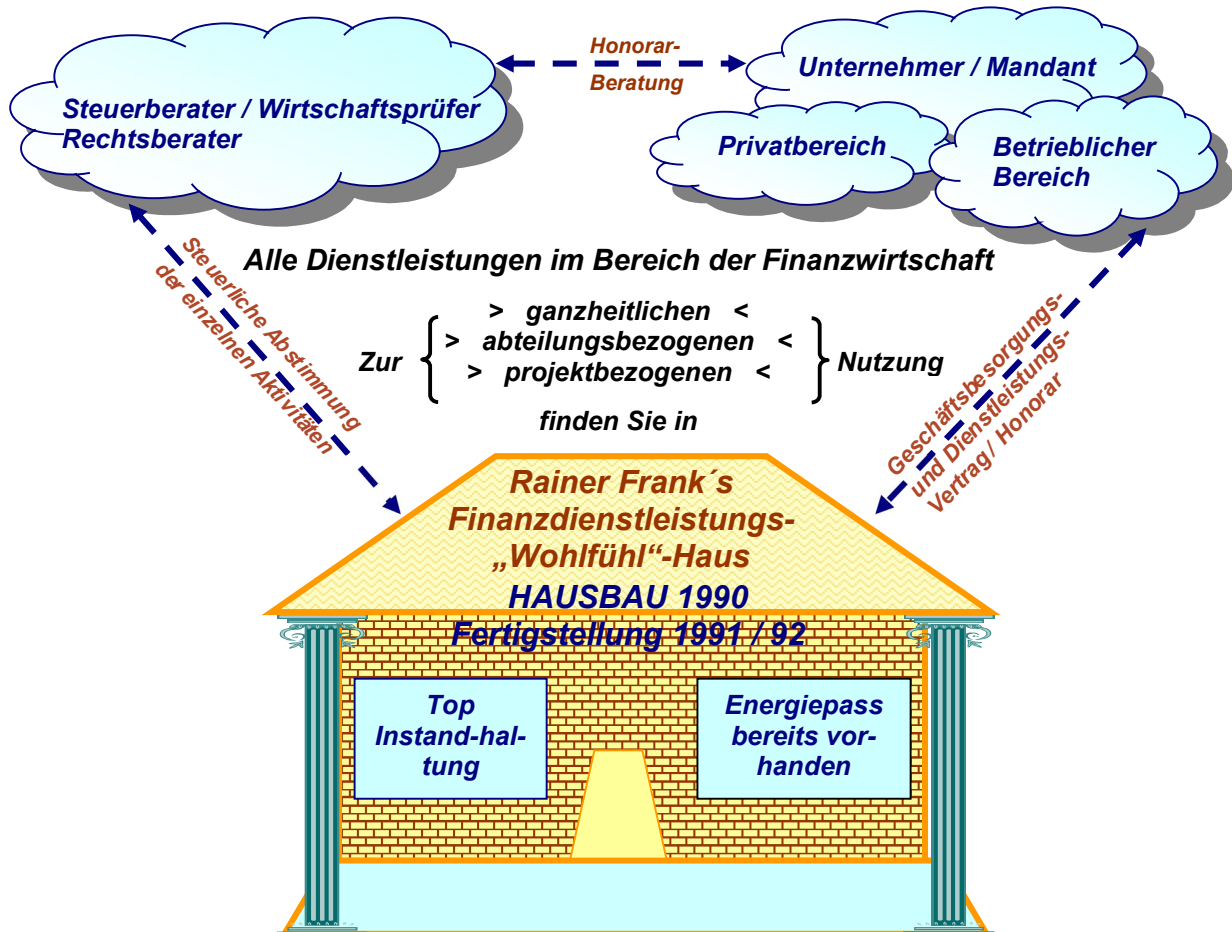 Honorar-
Beratung
Steuerberater / Wirtschaftsprüfer
Rechtsberater
Unternehmer / Mandant
Privatbereich
Betrieblicher
Bereich
Steuerliche Abstimmung
der einzelnen Aktivitäten
Alle Dienstleistungen im Bereich der Finanzwirtschaft
> ganzheitlichen <
> abteilungsbezogenen <
Zur { } Nutzung
> projektbezogenen <
finden Sie in
Geschäftsbesorgungs-
und Dienstleistungs-
Vertrag / Honorar
Rainer Frank´s
Finanzdienstleistungs-
„Wohlfühl“-Haus
HAUSBAU 1990
Fertigstellung 1991 / 92
Top
Instand-hal-
tung
Energiepass
bereits vor-
handen